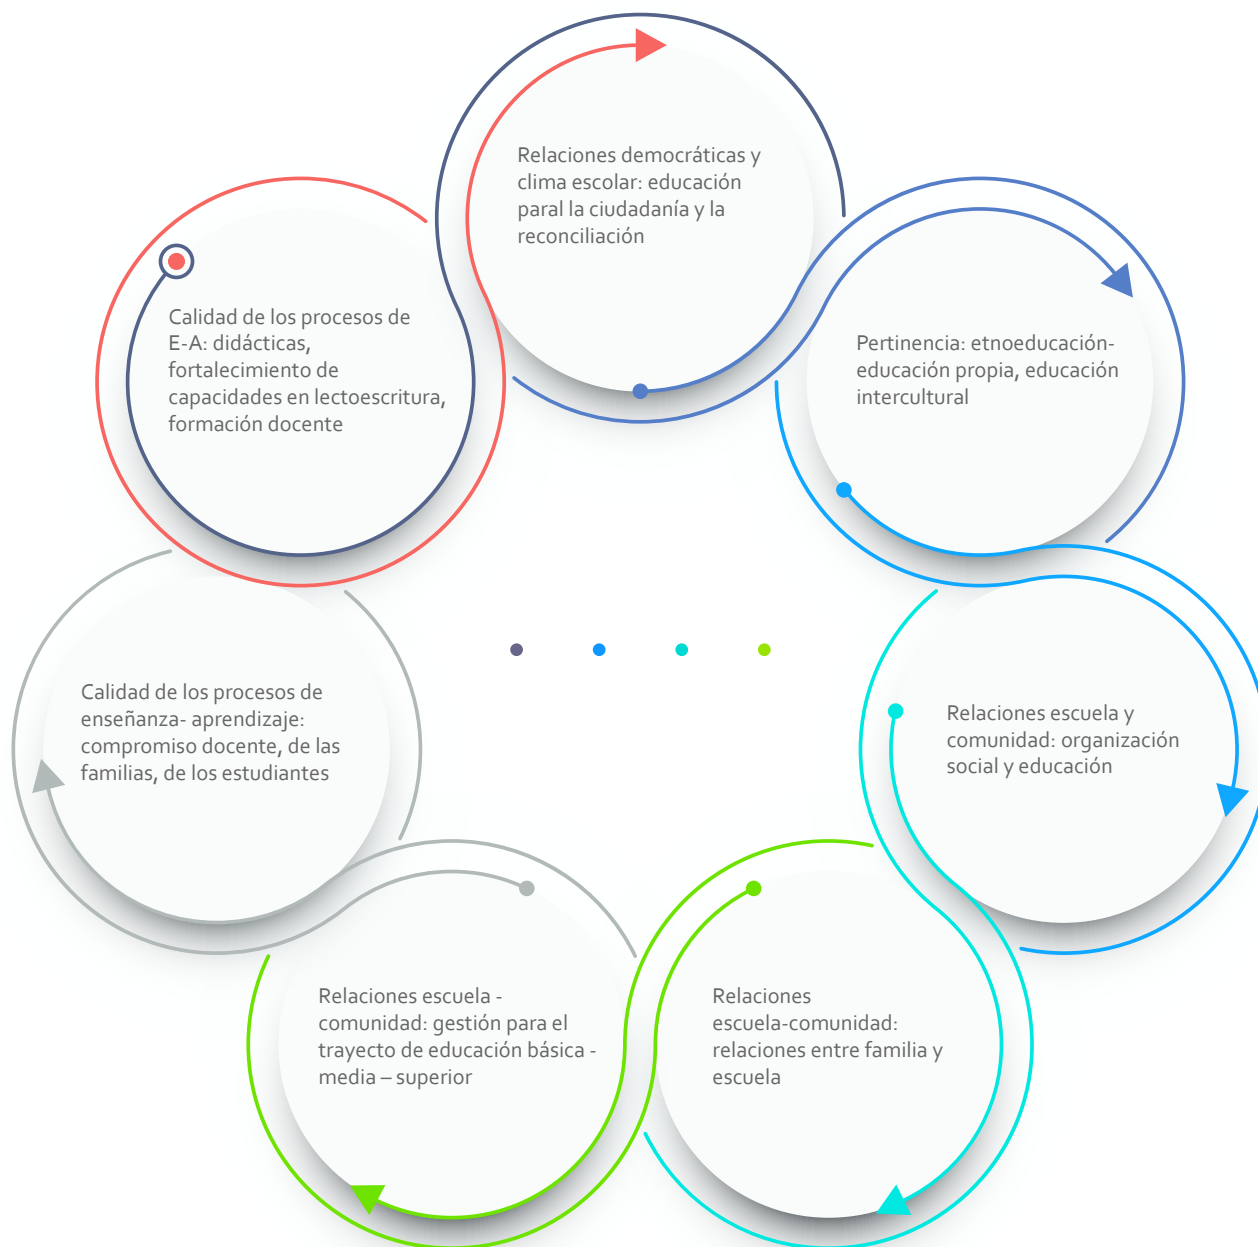 Relaciones democráticas y
clima escolar: educación
paral la ciudadanía y la
reconciliación
Calidad de los procesos de
E-A: didácticas,
fortalecimiento de
capacidades en lectoescritura,
formación docente
Pertinencia: etnoeducación-
educación propia, educación
intercultural
Calidad de los procesos de
enseñanza- aprendizaje:
compromiso docente, de las
familias, de los estudiantes
Relaciones escuela y
comunidad: organización
social y educación
Relaciones escuela -
comunidad: gestión para el
trayecto de educación básica -
media – superior
Relaciones
escuela-comunidad:
relaciones entre familia y
escuela